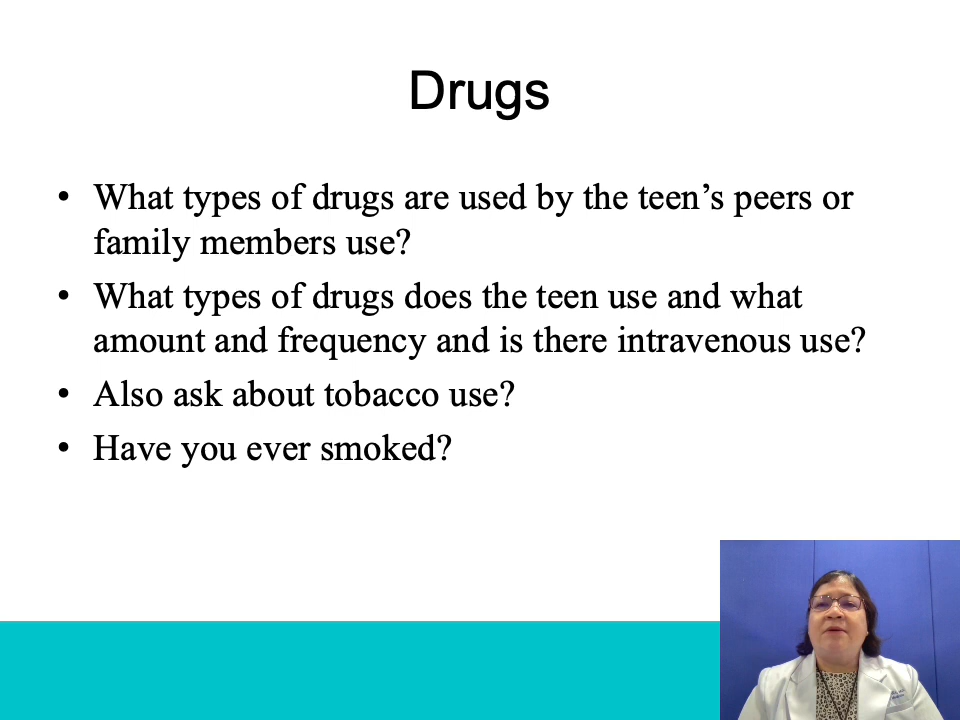 Drugs
• What types of drugs are used by the teen’s peers or
family members use?
• What types of drugs does the teen use and what
amount and frequency and is there intravenous use?
• Also ask about tobacco use?
• Have you ever smoked?